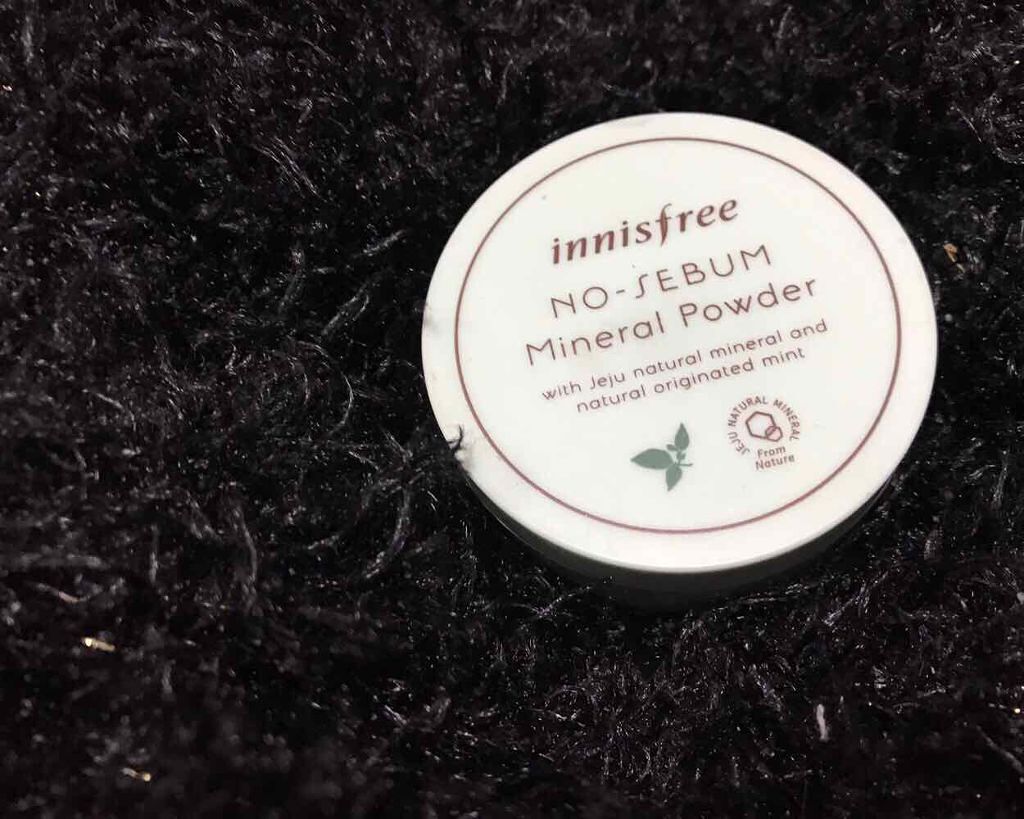 innisfree
NO-SEBUM
Mineral Powder
with Jeju natural mineral and
natural originated mint
JEJU NATURAL MINERAL
From
Nature